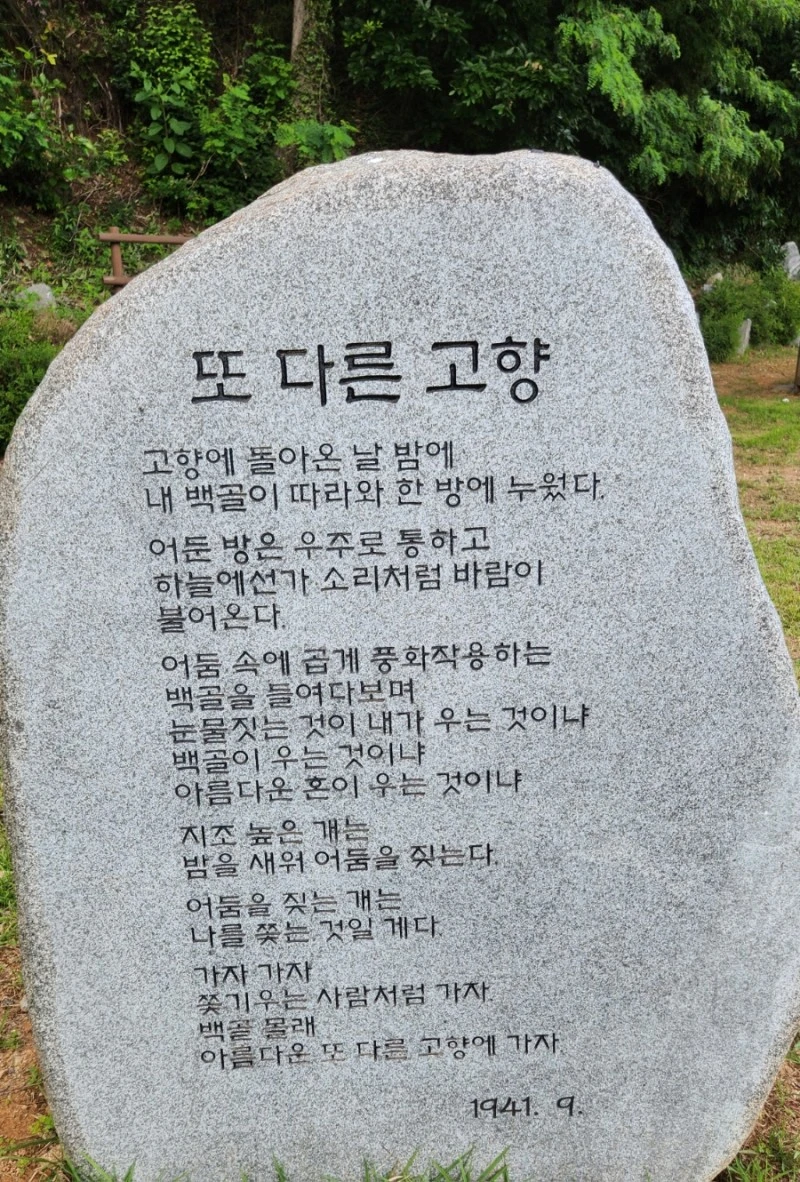 또 다른 고향
고향에 돌아온 날 밤에
내 백골이 따라와 한 방에 누웠다.
어둔 방은 우주로 통하고
하늘에선가 소리처럼 바람이
불어온다.
어둠 속에 곱게 풍화작용하는
백골을 들여다보며
눈물짓는 것이 내가 우는 것이냐
백골이 우는 것이냐
아름다운 혼이 우는 것이냐
지조 높은 개는
밤을 새워 어둠을 짖는다.
어둠을 짖는 개는
나를 쫓는 것일 게다.
가자 가자
쫓기우는 사람처럼 가자.
백골 몰래
아름다운 또 다른 고향에 가자.
1941. 9.